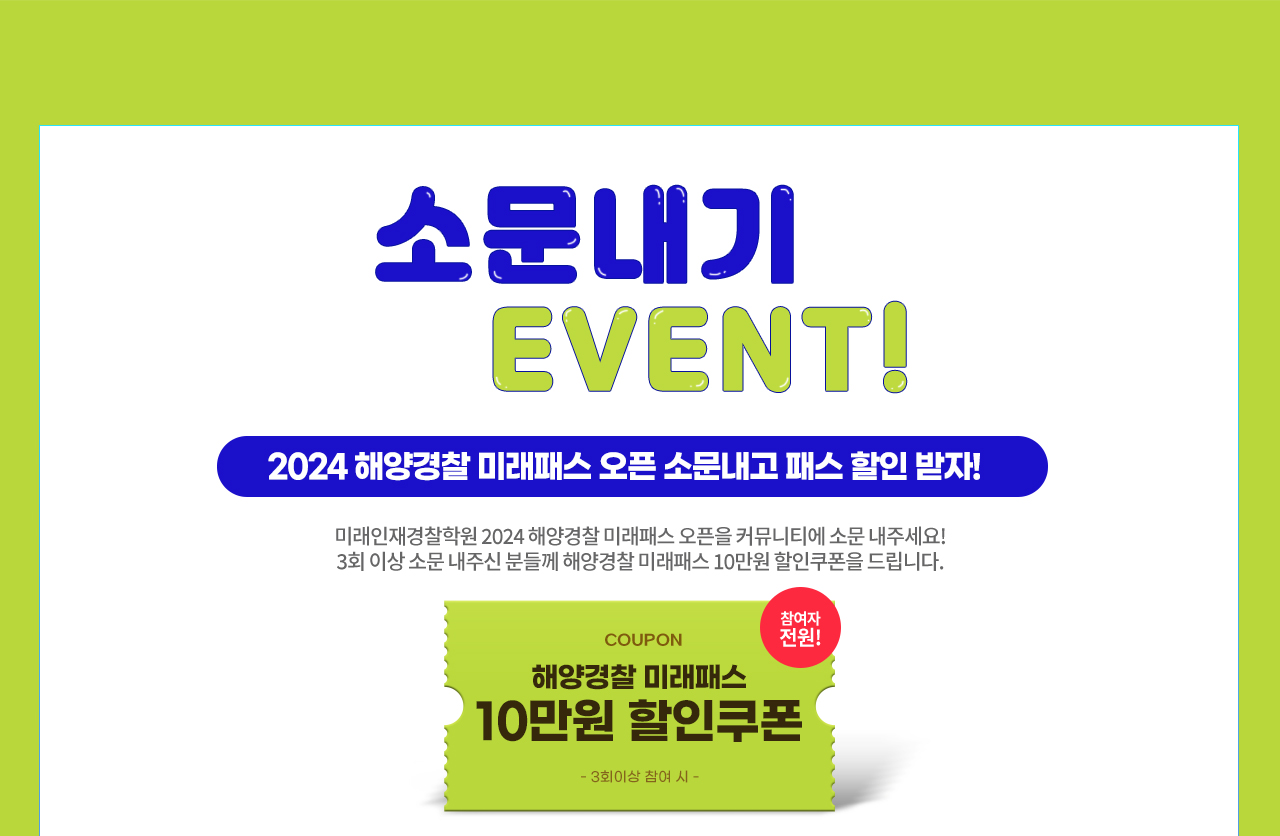 소문내기
EVENT!
2024 해양경찰 미래패스 오픈 소문내고 패스 할인 받자!
미래인재경찰학원 2024 해양경찰 미래패스 오픈을 커뮤니티에 소문 내주세요!
3회 이상 소문 내주신 분들께 해양경찰 미래패스 10만원 할인쿠폰을 드립니다.
참여자
전원!
COUPON
해양경찰 미래패스
10만원 할인쿠폰
- 3회이상 참여 시 -